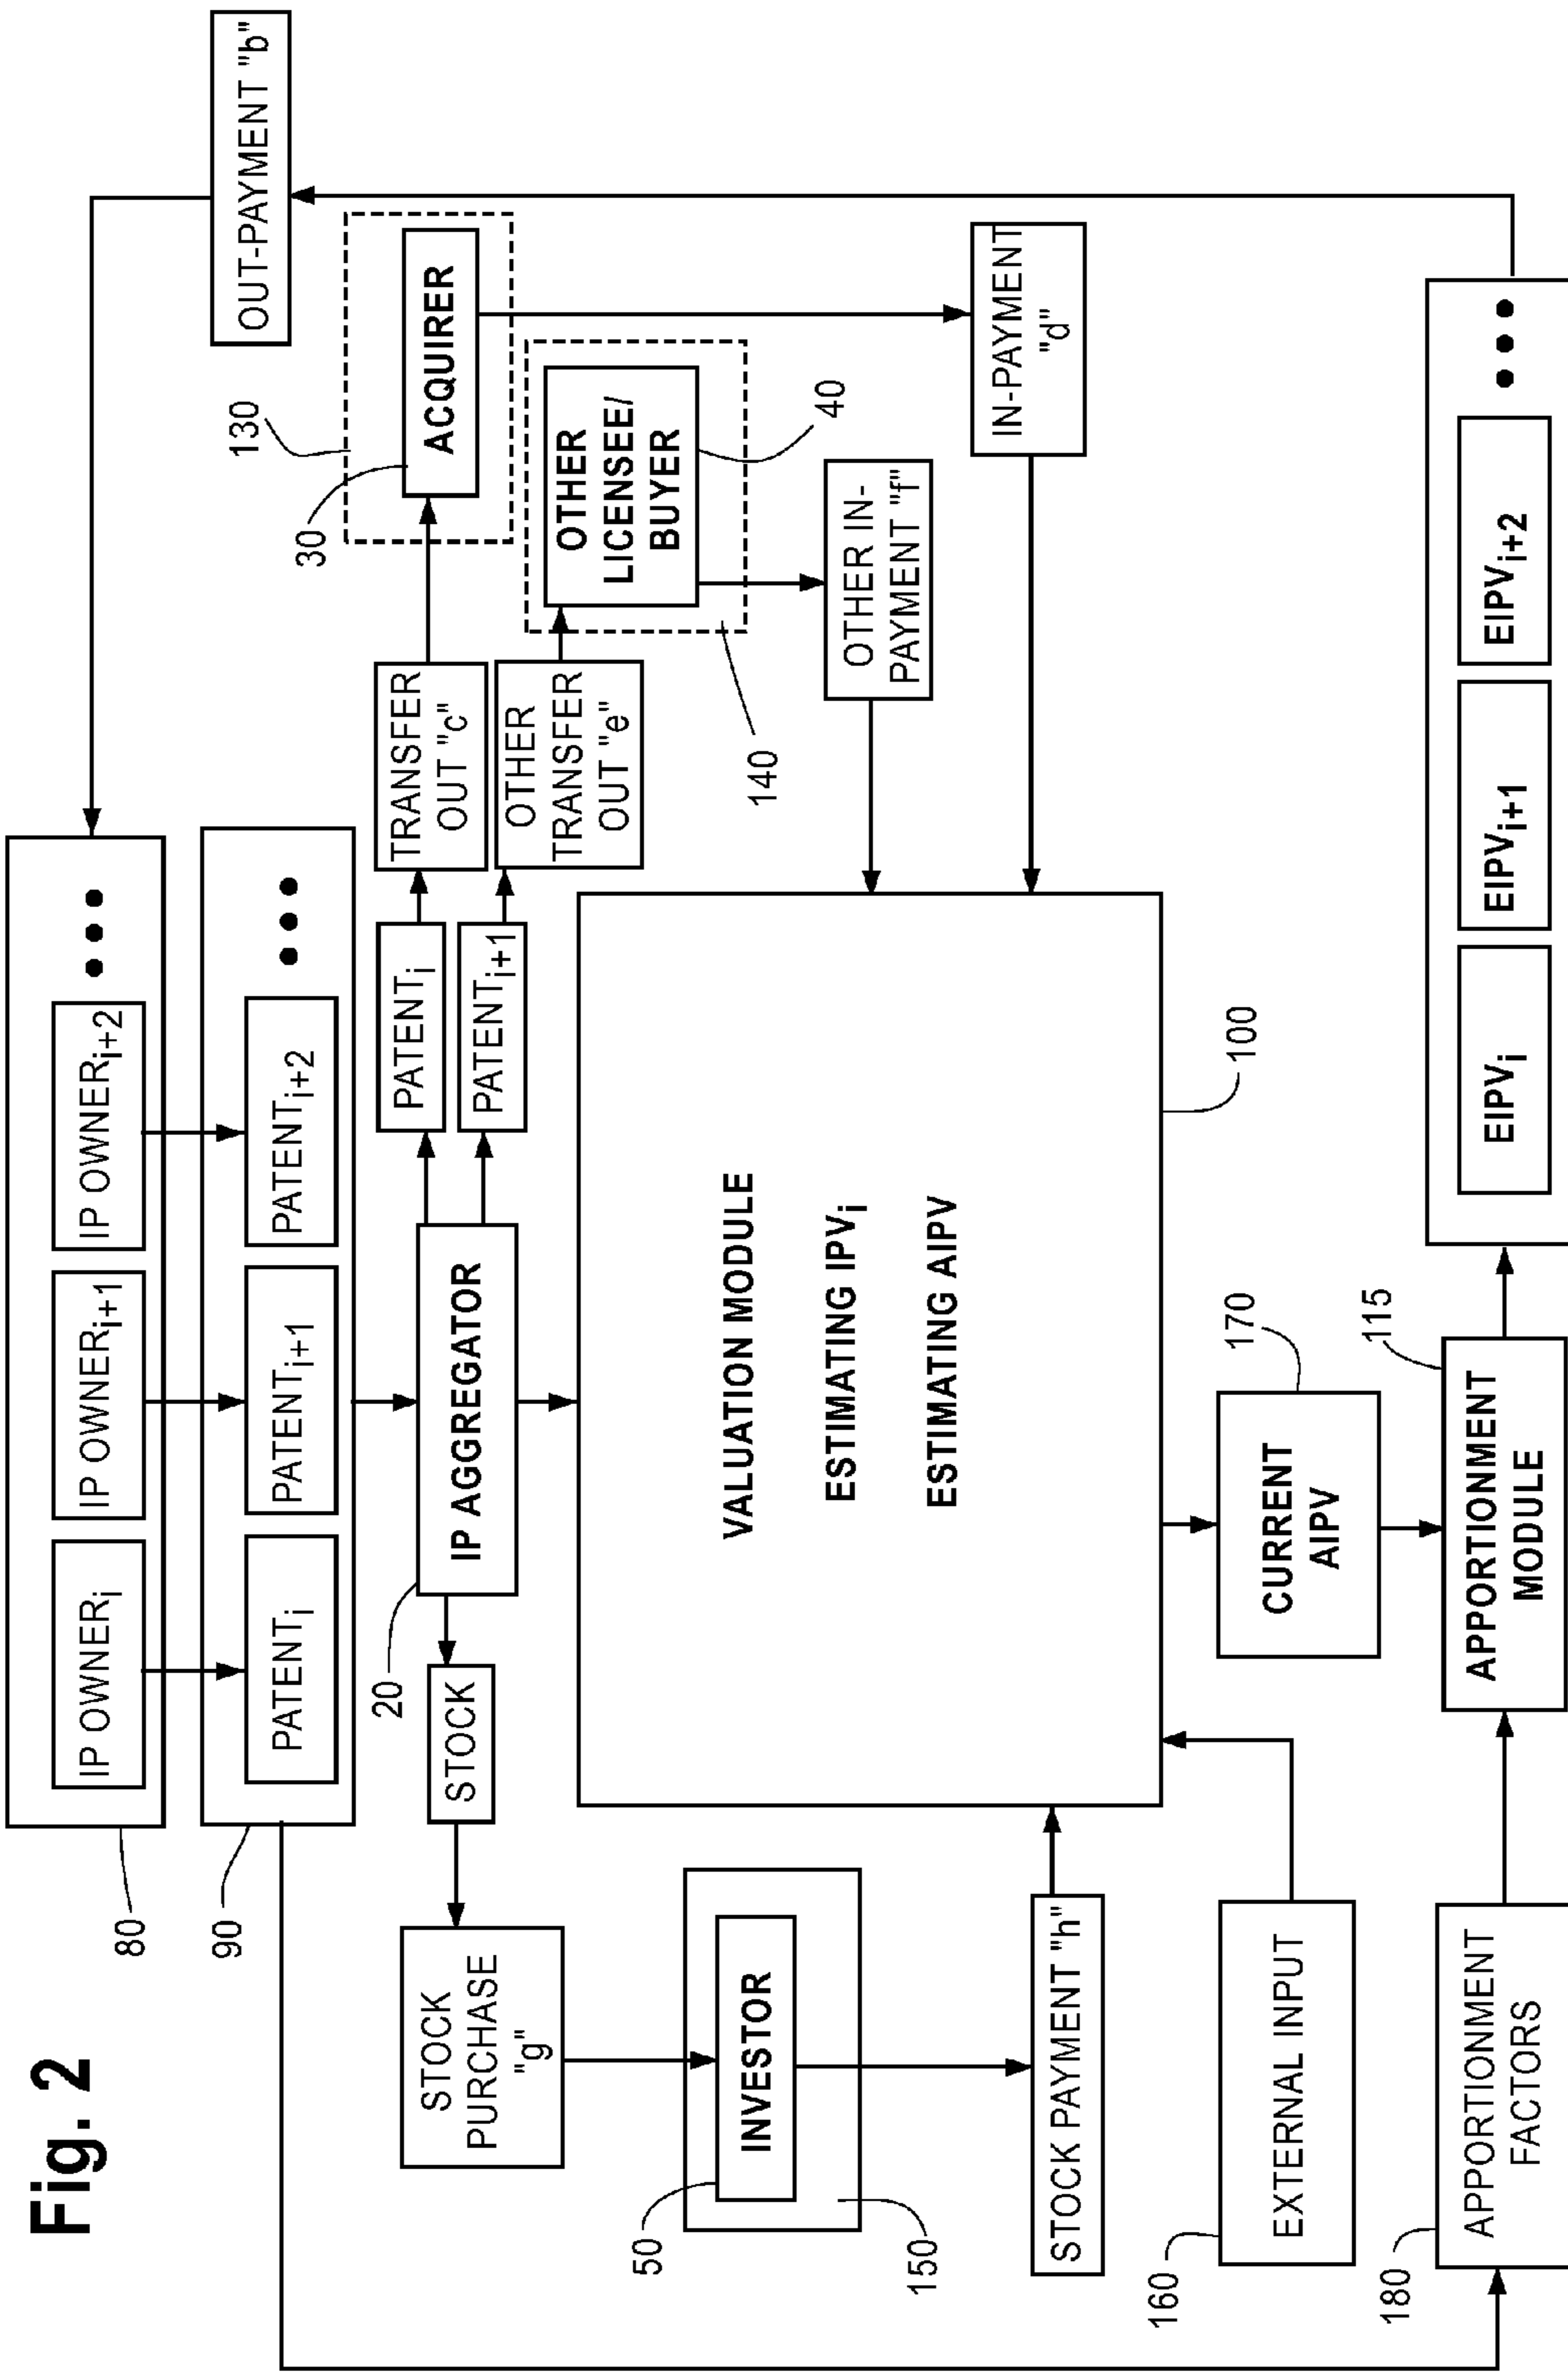 Fig. 2
80
IP OWNERi
IP OWNERi+1
IP OWNERi+2
OUT-PAYMENT "b"
90
PATENTi
PATENTi+1
PATENTi+2
STOCK
PURCHASE
"g"
STOCK
20
IP AGGREGATOR
PATENTi
PATENTi+1
TRANSFER
OUT "c"
OTHER
TRANSFER
OUT "e"
130
30
ACQUIRER
OTHER
LICENSEE/
BUYER
40
140
50
INVESTOR
150
VALUATION MODULE
ESTIMATING IPVi
ESTIMATING AIPV
100
OTHER IN-
PAYMENT "f"
IN-PAYMENT
"d"
STOCK PAYMENT "h"
160
EXTERNAL INPUT
CURRENT
AIPV
170
180
APPORTIONMENT
FACTORS
APPORTIONMENT
MODULE
115
EIPVi
EIPVi+1
EIPVi+2